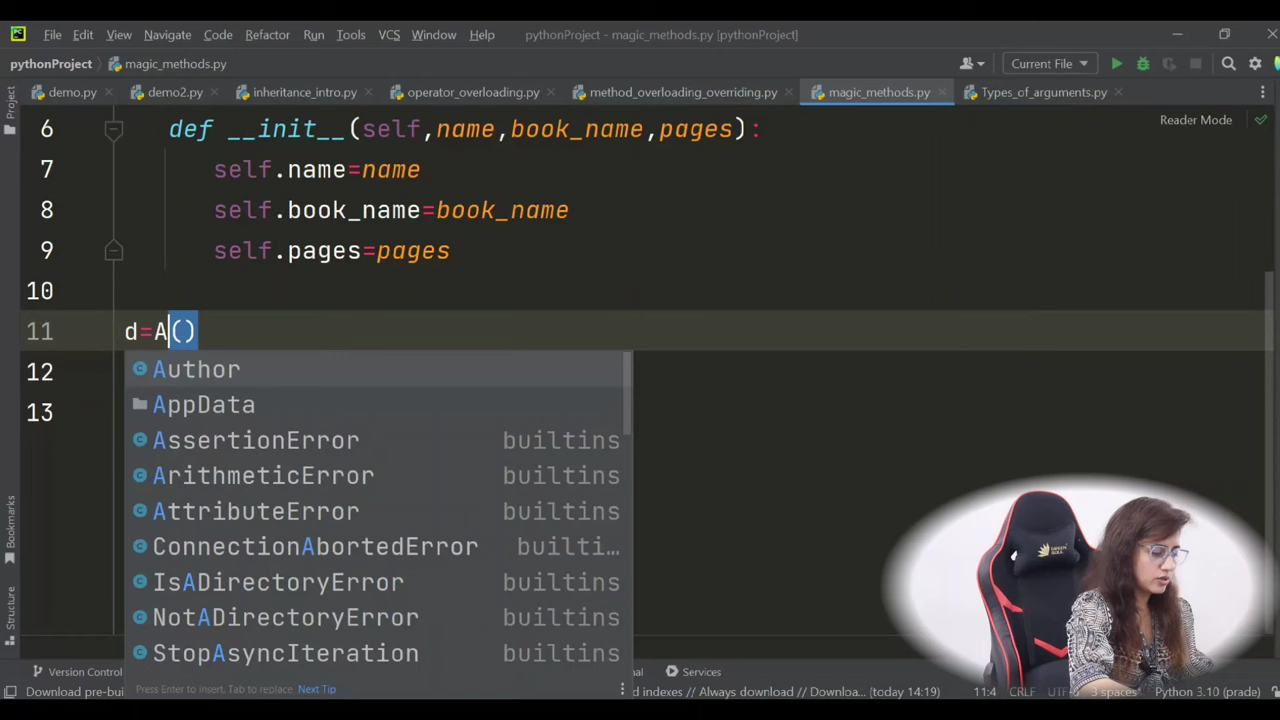 PC File Edit View Navigate Code Refactor Run Tools VCS Window Help pythonProject - magic_methods.py [pythonProject]
pythonProject magic_methods.py Current File
demo.py demo2.py inheritance_intro.py operator_overloading.py method_overloading_overriding.py magic_methods.py Types_of_arguments.py
Project
Reader Mode
6 def __init__(self,name,book_name,pages):
7 self.name=name
8 self.book_name=book_name
9 self.pages=pages
10
11 d=A()
12
13
Author
AppData
AssertionError builtins
ArithmeticError builtins
AttributeError builtins
ConnectionAbortedError builti...
IsADirectoryError builtins
NotADirectoryError builtins
StopAsyncIteration builtins
Press Enter to insert, Tab to replace Next Tip
Bookmarks
Structure
Version Control Services
Download pre-bui d indexes // Always download // Downloa... (today 14:19) 11:4 CRLF UTF-8 3 spaces Python 3.10 (prade)